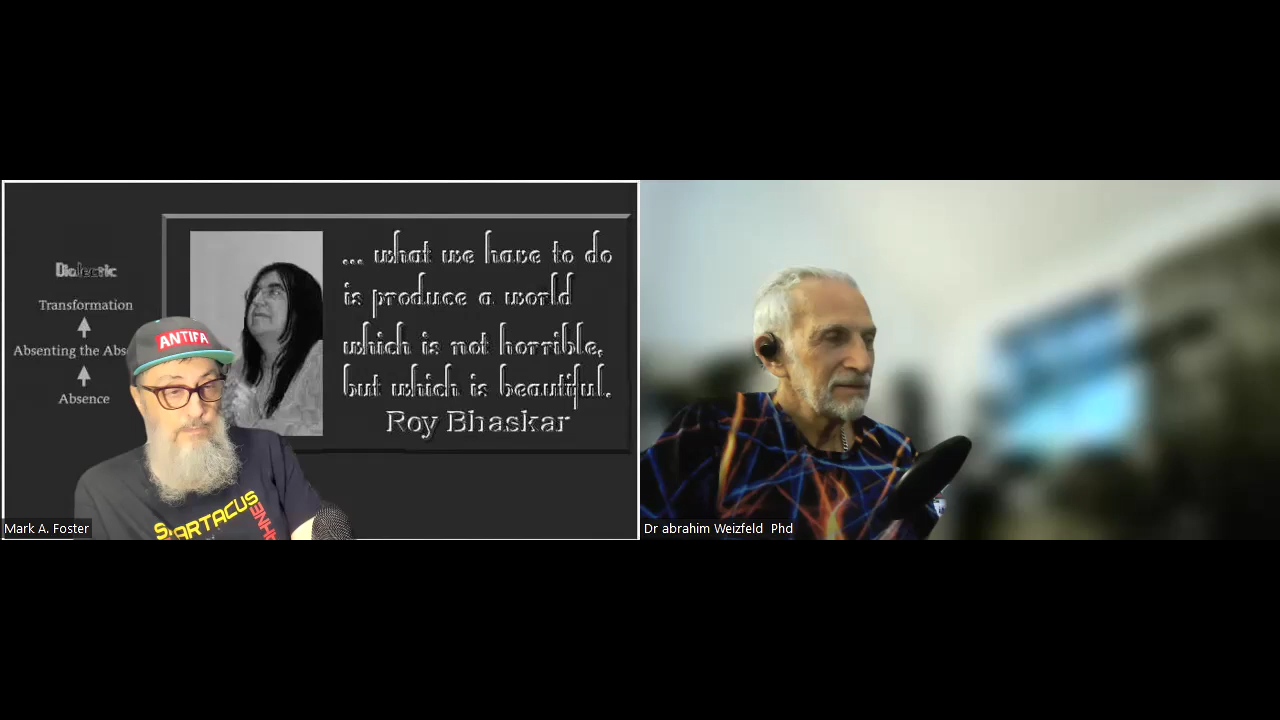 Dialectic
Transformation
Absenting the Abs
Absence
... what we have to do
is produce a world
which is not horrible,
but which is beautiful.
Roy Bhaskar
ANTIFA
SPARTACUS
Mark A. Foster
Dr abrahim Weizfeld Phd